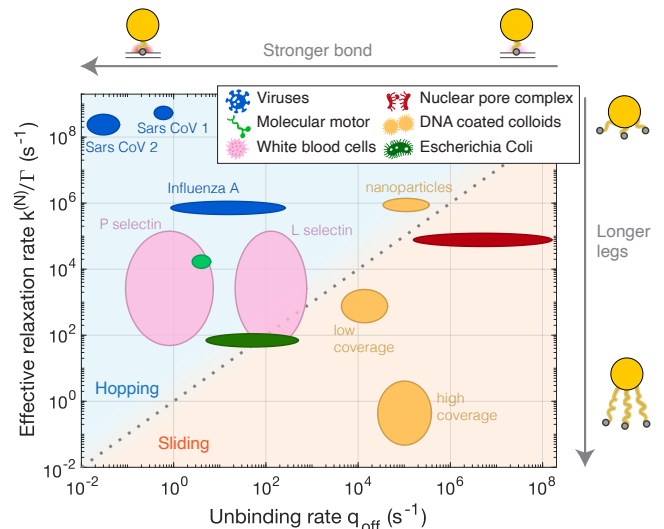 Stronger bond
Viruses
Molecular motor
White blood cells
Nuclear pore complex
DNA coated colloids
Escherichia Coli
Sars CoV 1
Sars CoV 2
Influenza A
nanoparticles
P selectin
L selectin
low
coverage
high
coverage
Hopping
Sliding
Longer
legs
Effective relaxation rate k^(N)/Γ (s^-1)
10^8
10^6
10^4
10^2
10^0
10^-2
10^-2
10^0
10^2
10^4
10^6
10^8
Unbinding rate q_off (s^-1)